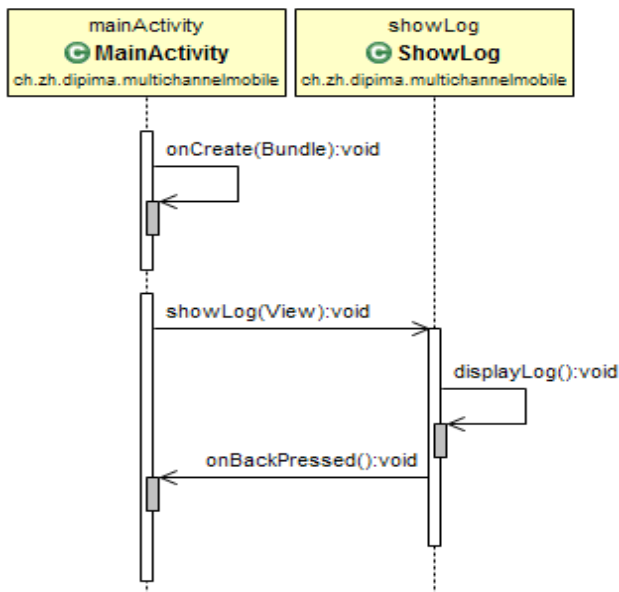 mainActivity
C MainActivity
ch.zh.dipima.multichannelmobile
showLog
C ShowLog
ch.zh.dipima.multichannelmobile
onCreate(Bundle):void
showLog(View):void
displayLog():void
onBackPressed():void